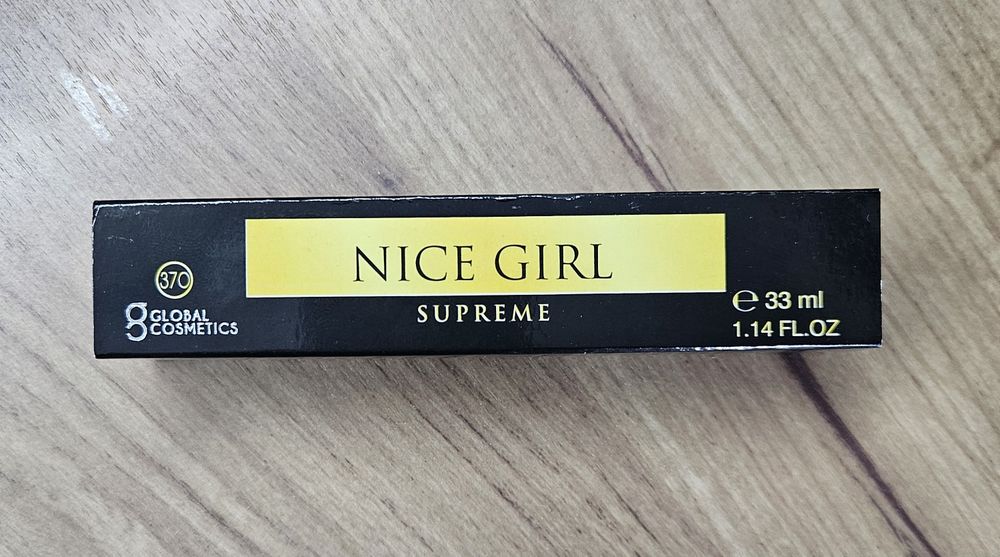 NICE GIRL
SUPREME
370
GLOBAL
COSMETICS
℮ 33 ml
1.14 FL.OZ